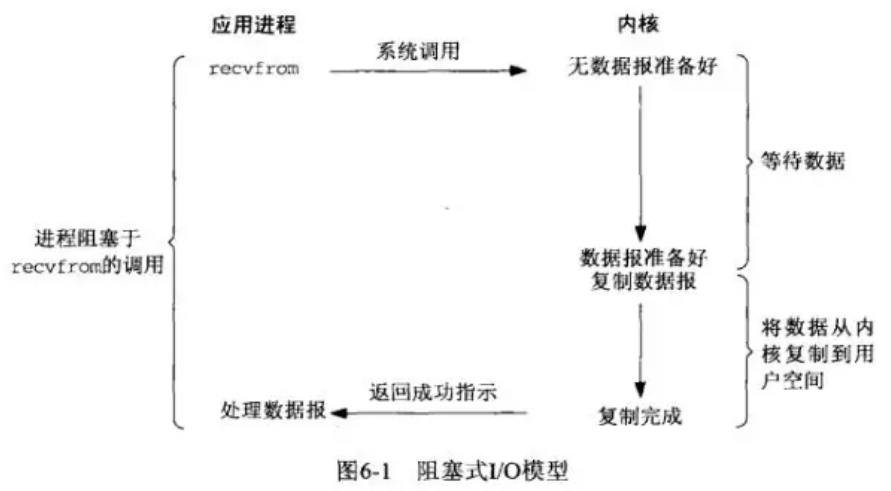 应用进程
内核
recvfrom
系统调用
无数据报准备好
等待数据
进程阻塞于
recvfrom的调用
数据报准备好
复制数据报
将数据从内
核复制到用
户空间
返回成功指示
处理数据报
复制完成
图6-1 阻塞式I/O模型